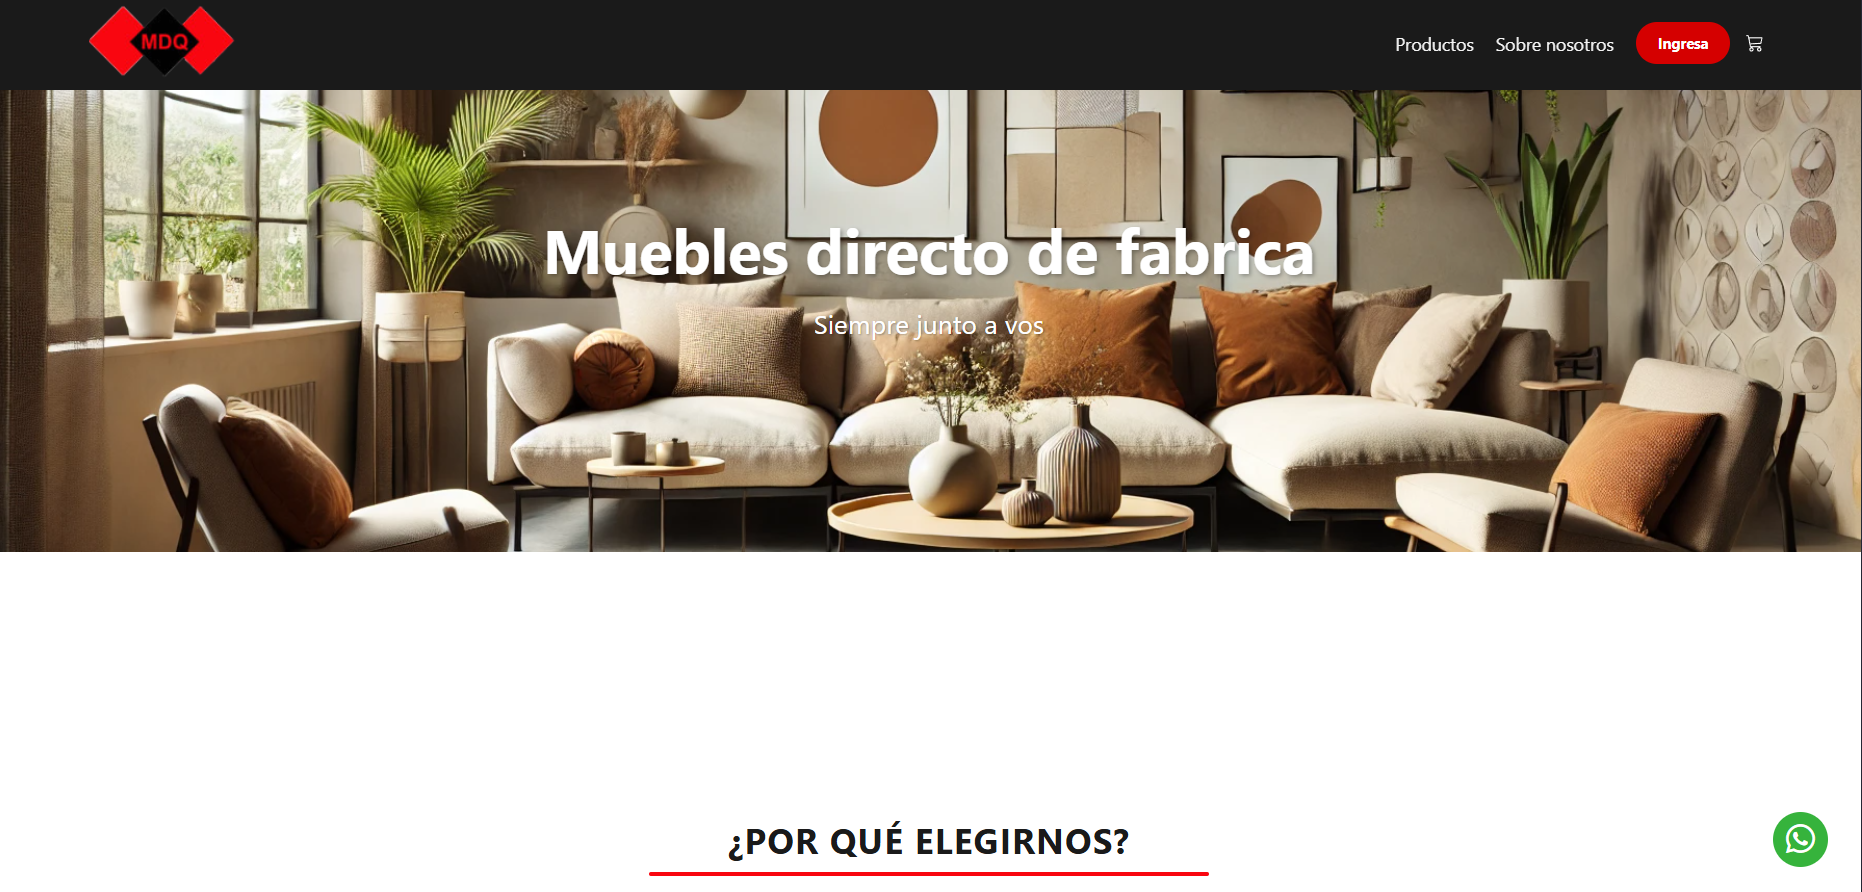 MDQ
Productos
Sobre nosotros
Ingresa
Muebles directo de fabrica
Siempre junto a vos
¿POR QUÉ ELEGIRNOS?